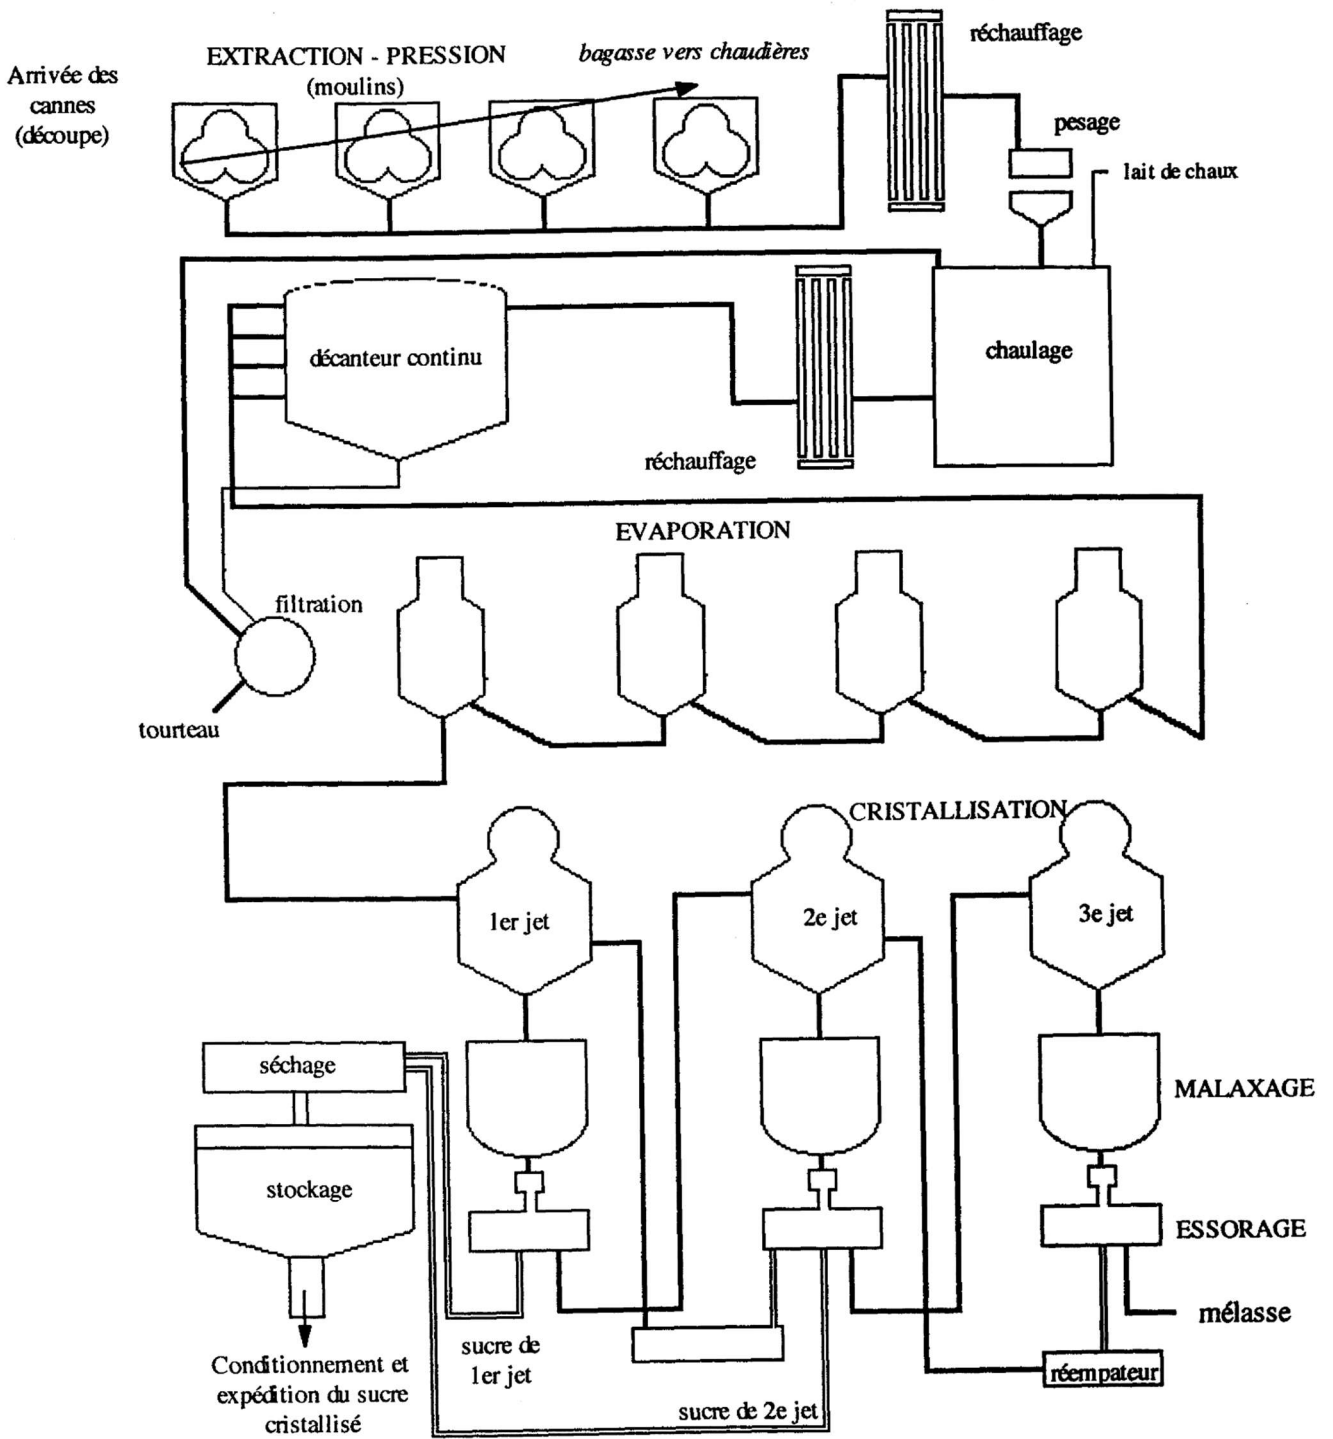 réchauffage
EXTRACTION - PRESSION
(moulins)
bagasse vers chaudières
Arrivée des
cannes
(découpe)
pesage
lait de chaux
décanteur continu
chaulage
réchauffage
EVAPORATION
filtration
tourteau
CRISTALLISATION
1er jet
2e jet
3e jet
séchage
MALAXAGE
stockage
ESSORAGE
mélasse
sucre de
1er jet
Conditionnement et
expédition du sucre
cristallisé
réempateur
sucre de 2e jet